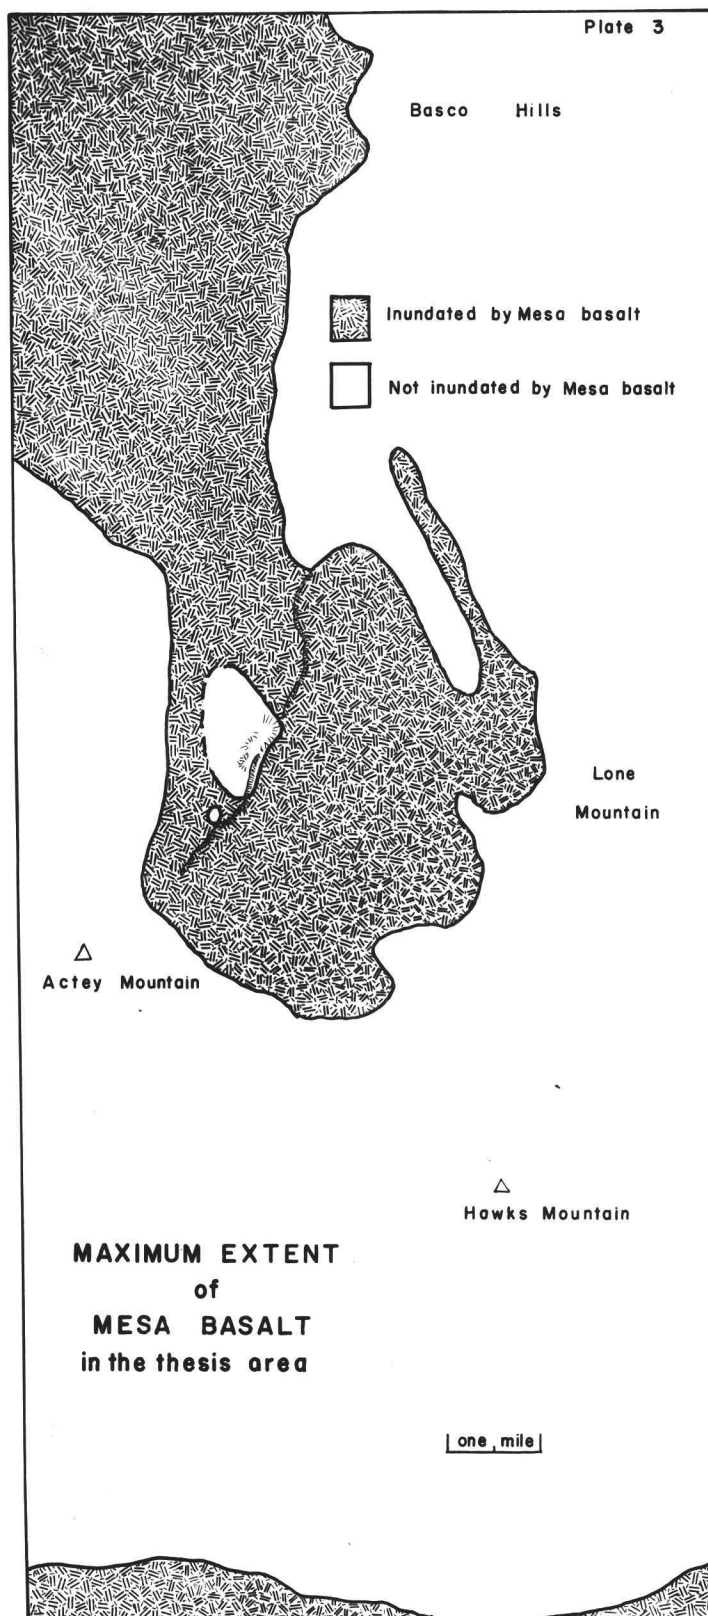 Plate 3
Basco Hills
Inundated by Mesa basalt
Not inundated by Mesa basalt
Lone
Mountain
Actey Mountain
Hawks Mountain
MAXIMUM EXTENT
of
MESA BASALT
in the thesis area
one mile